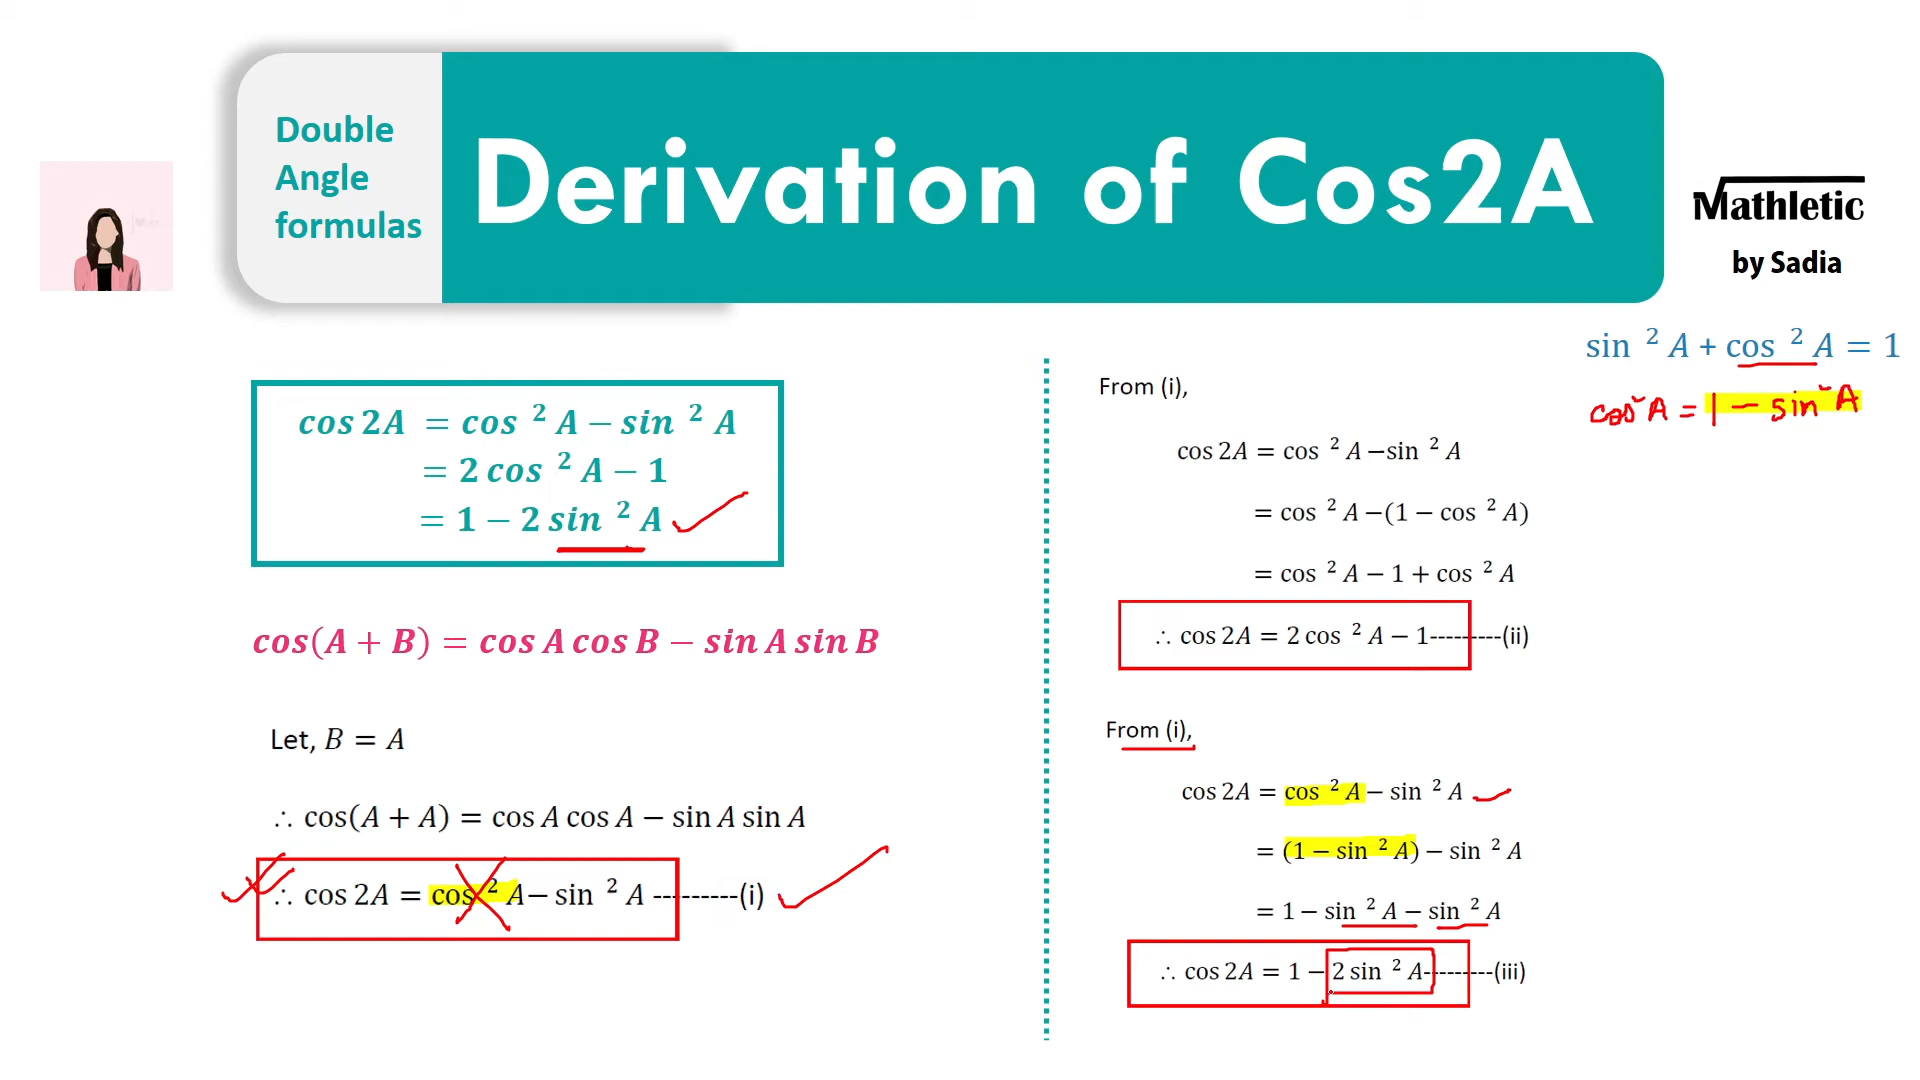 Double
Angle
formulas
Derivation of Cos2A
Mathletic
by Sadia
cos 2A = cos ² A − sin ² A
= 2 cos ² A − 1
= 1 − 2 sin ² A
cos(A + B) = cos A cos B − sin A sin B
Let, B = A
∴ cos(A + A) = cos A cos A − sin A sin A
∴ cos 2A = cos ² A− sin ² A ---------(i)
sin ² A + cos ² A = 1
cos²A = 1 − sin²A
From (i),
cos 2A = cos ² A −sin ² A
= cos ² A −(1 − cos ² A)
= cos ² A − 1 + cos ² A
∴ cos 2A = 2 cos ² A − 1---------(ii)
From (i),
cos 2A = cos ² A − sin ² A
= (1 − sin ² A) − sin ² A
= 1 − sin ² A − sin ² A
∴ cos 2A = 1 − 2 sin ² A---------(iii)